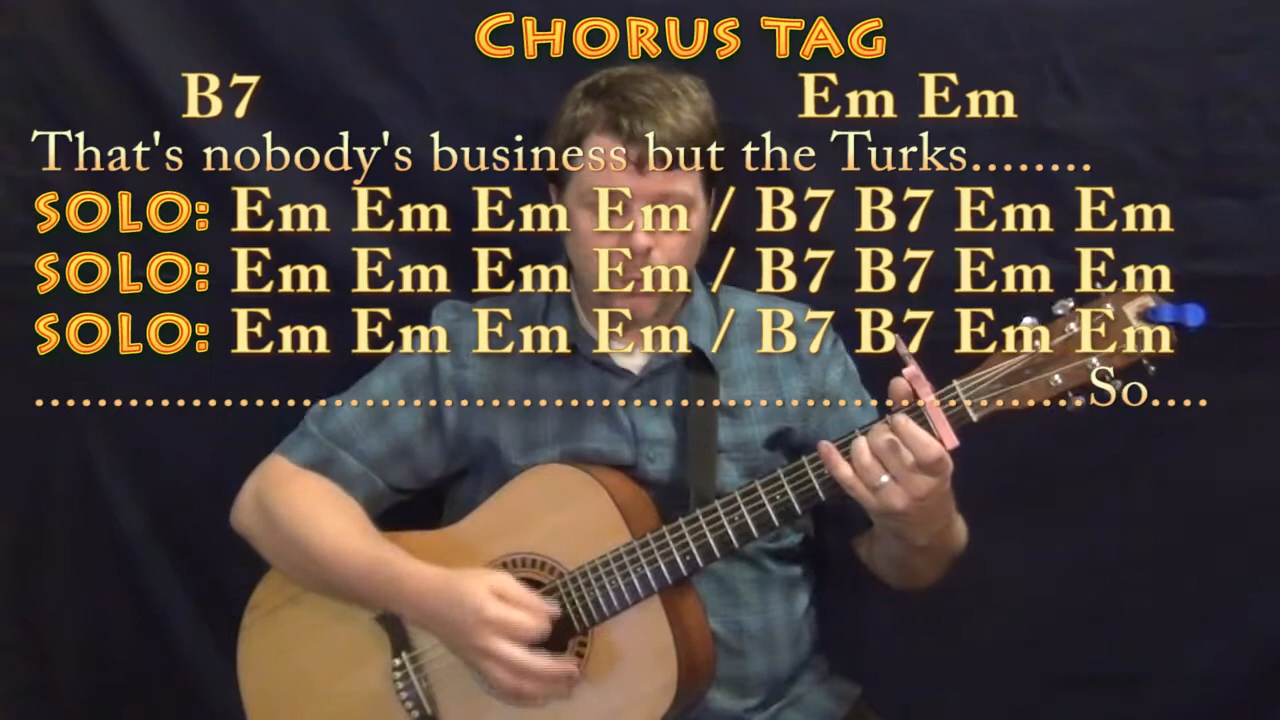 CHORUS TAG
B7 Em Em
That's nobody's business but the Turks........
SOLO: Em Em Em Em / B7 B7 Em Em
SOLO: Em Em Em Em / B7 B7 Em Em
SOLO: Em Em Em Em / B7 B7 Em Em
......................................................................So....